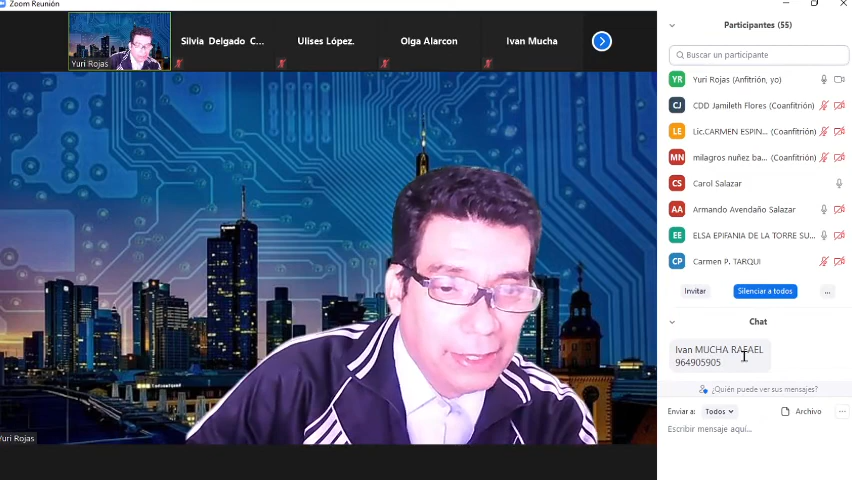 Zoom Reunión
Silvia Delgado C...
Ulises López.
Olga Alarcon
Ivan Mucha
Yuri Rojas
Yuri Rojas
Participantes (55)
Buscar un participante
YR Yuri Rojas (Anfitrión, yo)
CJ CDD Jamileth Flores (Coanfitrión)
LE Lic.CARMEN ESPIN... (Coanfitrión)
MN milagros nuñez ba... (Coanfitrión)
CS Carol Salazar
AA Armando Avendaño Salazar
EE ELSA EPIFANIA DE LA TORRE SU...
CP Carmen P. TARQUI
Invitar
Silenciar a todos
...
Chat
Ivan MUCHA RAFAEL
964905905
¿Quién puede ver sus mensajes?
Enviar a: Todos
Archivo
...
Escribir mensaje aquí...